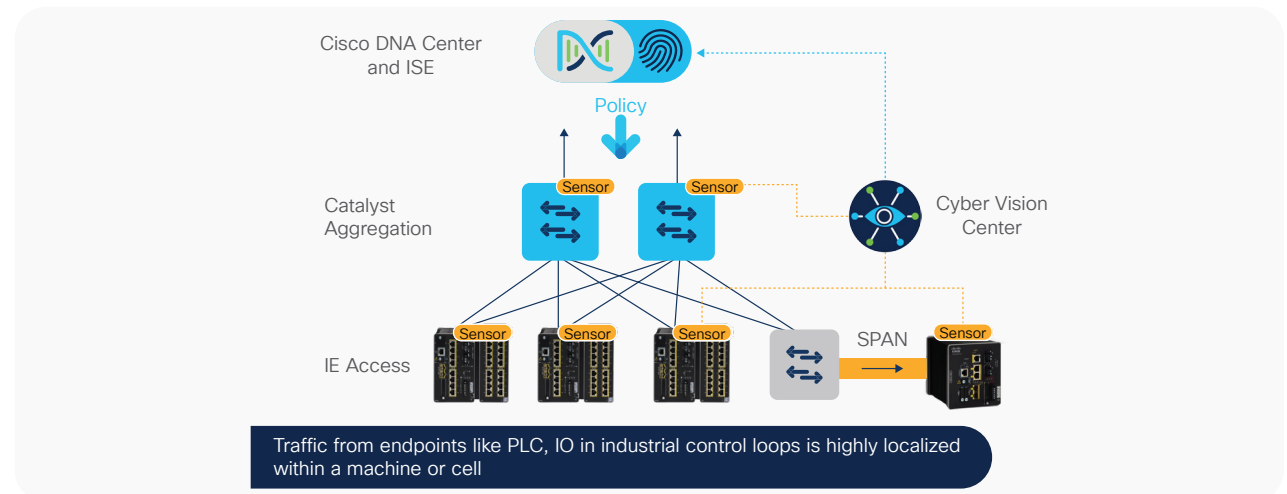 Cisco DNA Center
and ISE
Policy
Sensor
Sensor
Catalyst
Aggregation
Cyber Vision
Center
Sensor
Sensor
Sensor
SPAN
Sensor
IE Access
Traffic from endpoints like PLC, IO in industrial control loops is highly localized
within a machine or cell